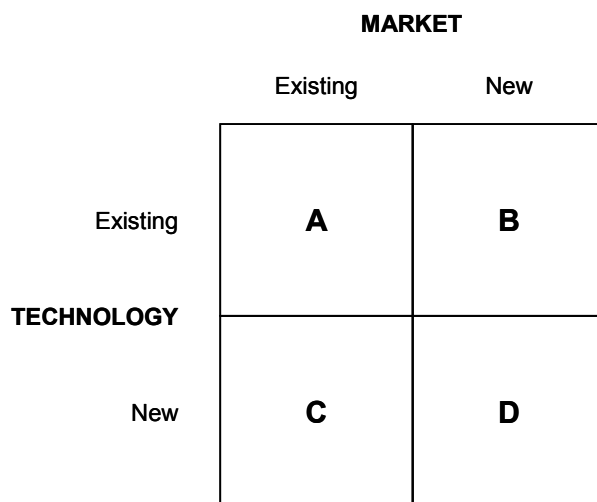 MARKET
Existing New
Existing A B
TECHNOLOGY
New C D